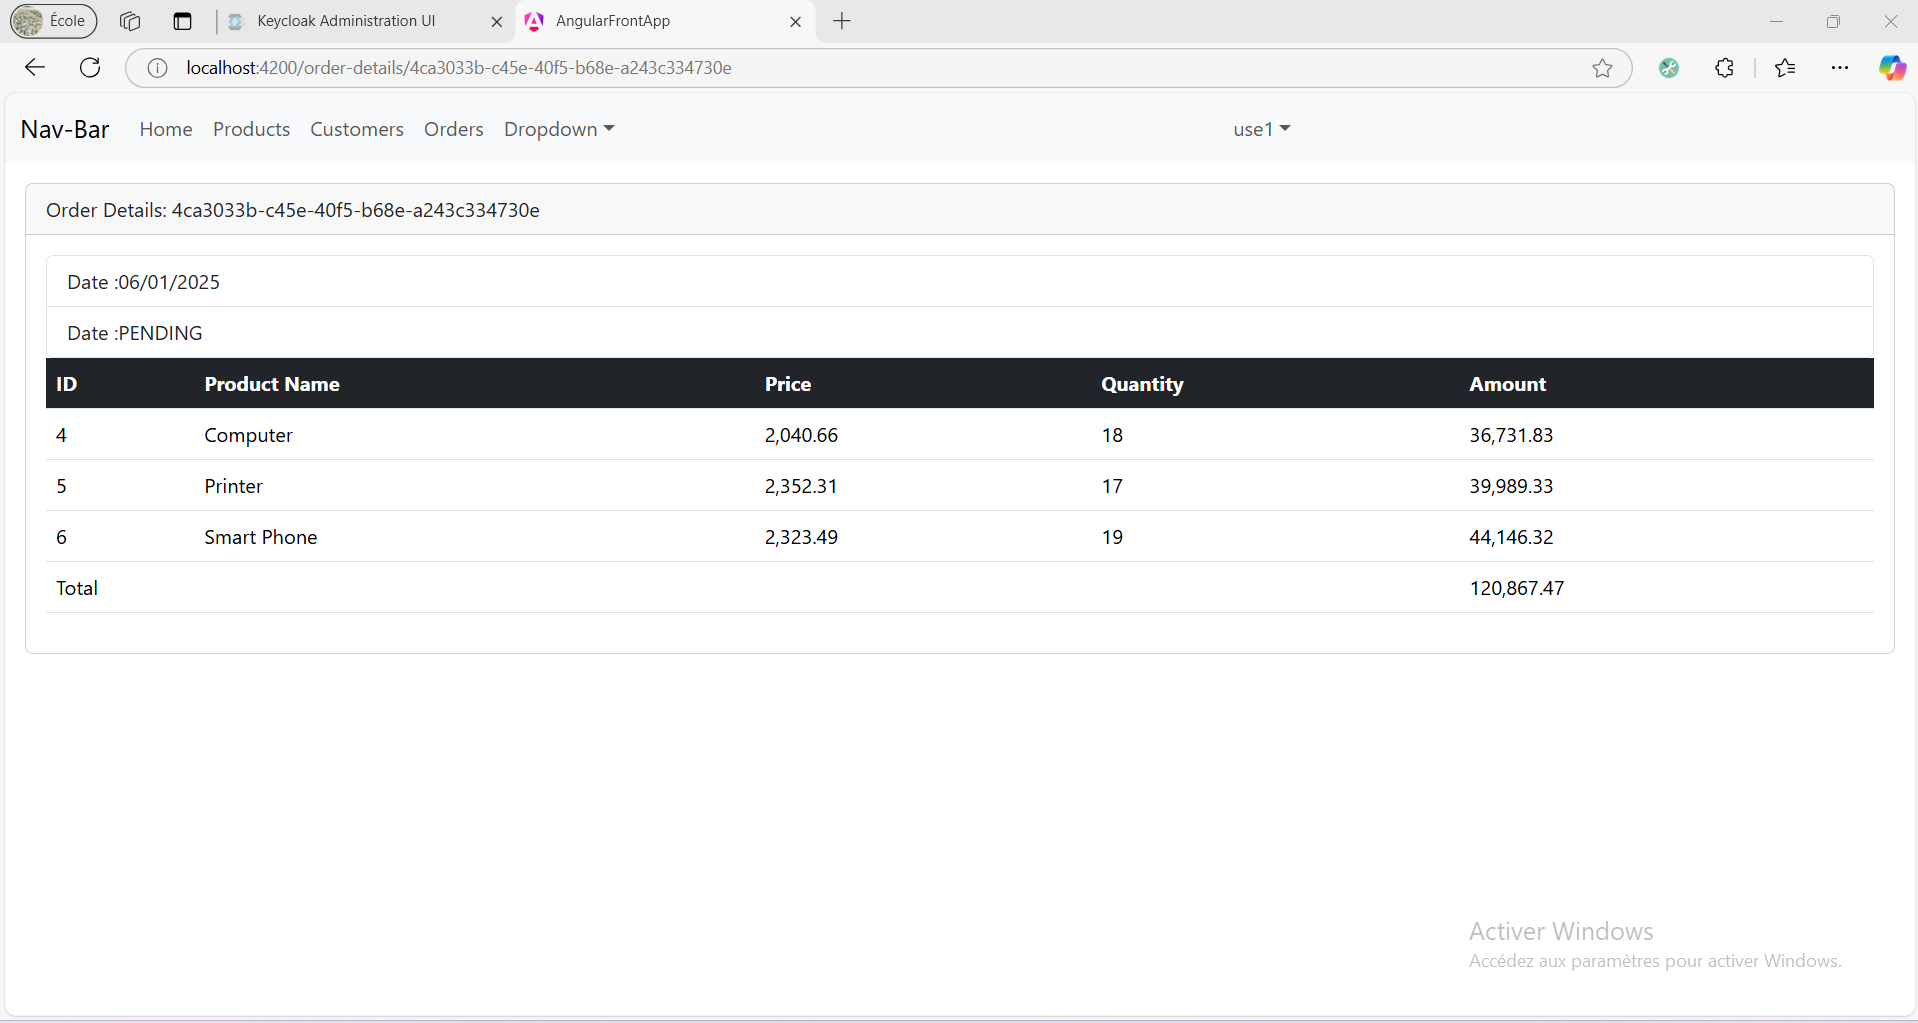 École
Keycloak Administration UI
AngularFrontApp
localhost:4200/order-details/4ca3033b-c45e-40f5-b68e-a243c334730e
Nav-Bar Home Products Customers Orders Dropdown use1
Order Details: 4ca3033b-c45e-40f5-b68e-a243c334730e
Date :06/01/2025
Date :PENDING
ID Product Name Price Quantity Amount
4 Computer 2,040.66 18 36,731.83
5 Printer 2,352.31 17 39,989.33
6 Smart Phone 2,323.49 19 44,146.32
Total 120,867.47
Activer Windows
Accédez aux paramètres pour activer Windows.